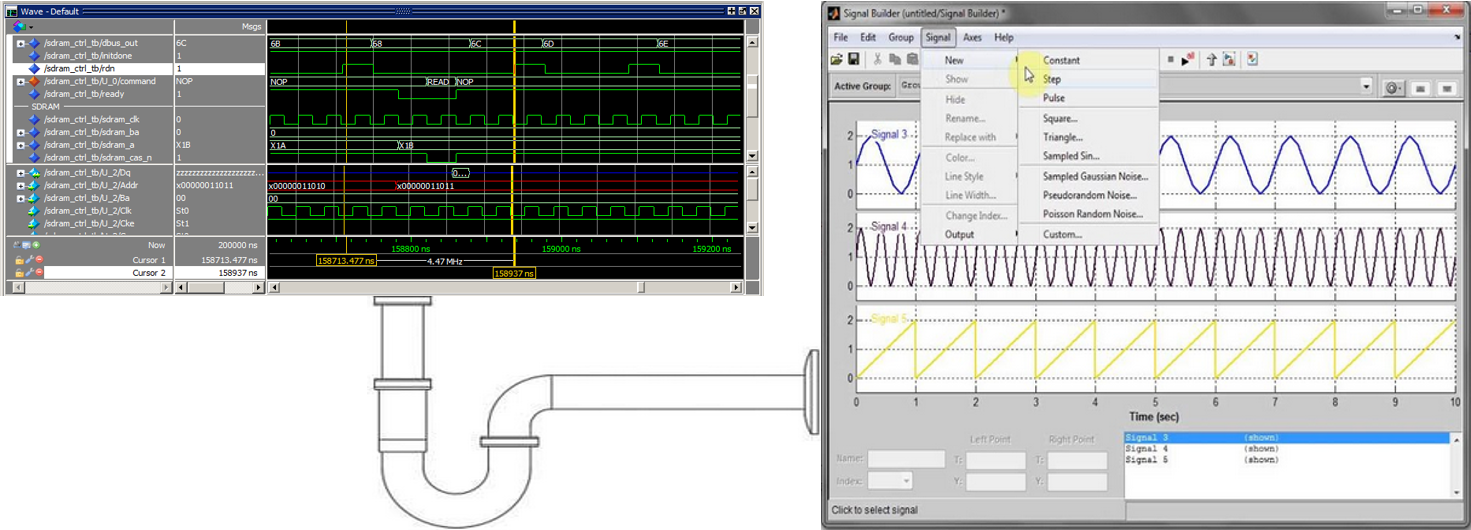 Wave - Default
Msgs
/sdram_ctrl_tb/dbus_out 6C 6B 68 6C 6D 6E
/sdram_ctrl_tb/initdone 1
/sdram_ctrl_tb/rdn 1
/sdram_ctrl_tb/U_0/command NOP NOP READ NOP
/sdram_ctrl_tb/ready 1
SDRAM
/sdram_ctrl_tb/sdram_clk 0
/sdram_ctrl_tb/sdram_ba 0 0
/sdram_ctrl_tb/sdram_a X1B X1A X1B
/sdram_ctrl_tb/sdram_cas_n 1
/sdram_ctrl_tb/U_2/Dq zzzzzzzzzzzzzzzzzzzz... 0...
/sdram_ctrl_tb/U_2/Addr x00000011011 x00000011010 x00000011011
/sdram_ctrl_tb/U_2/Ba 00 00
/sdram_ctrl_tb/U_2/Clk St0
/sdram_ctrl_tb/U_2/Cke St1
Now 200000 ns 158800 ns 159000 ns 159200 ns
Cursor 1 158713.477 ns 158713.477 ns 4.47 MHz
Cursor 2 158937 ns 158937 ns
Signal Builder (untitled/Signal Builder) *
File Edit Group Signal Axes Help
Active Group: Grou
New
Show
Hide
Rename...
Replace with
Color...
Line Style
Line Width...
Change Index...
Output
Constant
Step
Pulse
Square...
Triangle...
Sampled Sin...
Sampled Gaussian Noise...
Pseudorandom Noise...
Poisson Random Noise...
Custom...
2 Signal 3
1
0
Signal 4
2
1
0
Signal 5
2
1
0
0 1 2 3 4 5 6 7 8 9 10
Time (sec)
Left Point Right Point
Name: T: T:
Index: Y: Y:
Signal 3 (shown)
Signal 4 (shown)
Signal 5 (shown)
Click to select signal